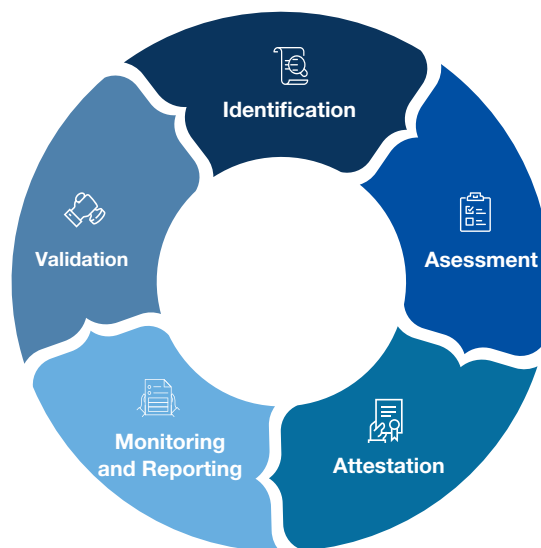 Identification
Asessment
Attestation
Monitoring
and Reporting
Validation